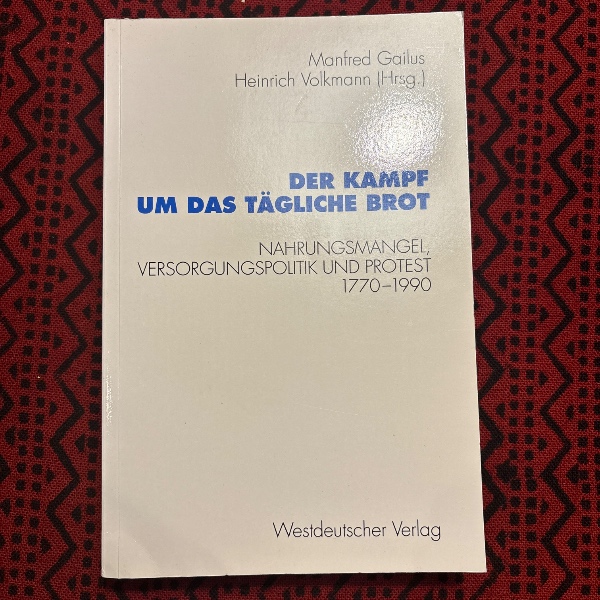 Manfred Gailus
Heinrich Volkmann (Hrsg.)
DER KAMPF
UM DAS TÄGLICHE BROT
NAHRUNGSMANGEL,
VERSORGUNGSPOLITIK UND PROTEST
1770–1990
Westdeutscher Verlag